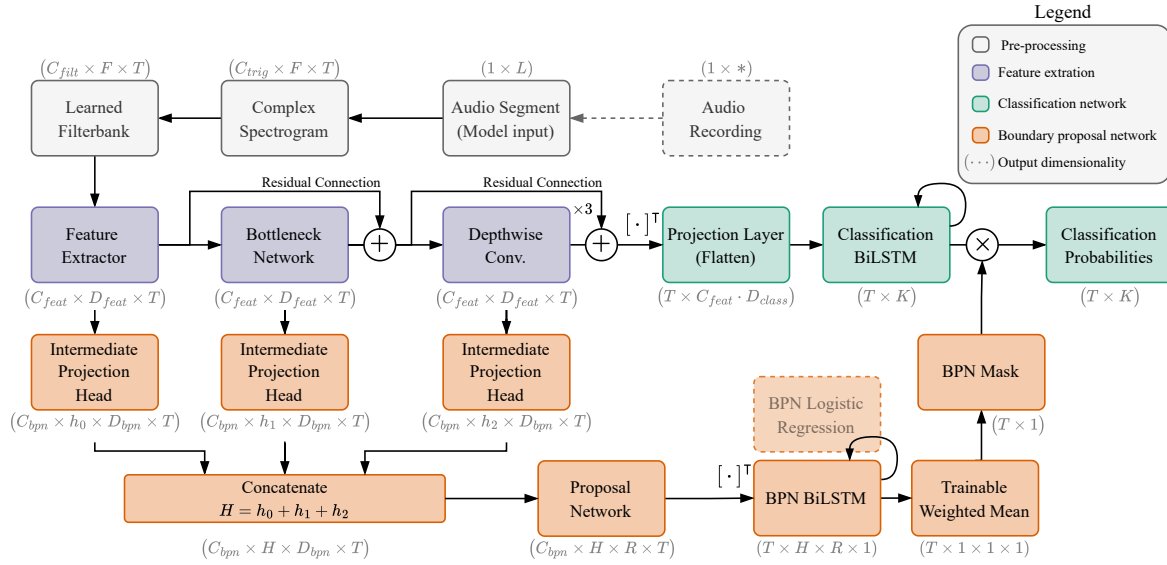 Legend
Pre-processing
Feature extration
Classification network
Boundary proposal network
(···) Output dimensionality
(C_filt × F × T)
(C_trig × F × T)
(1 × L)
(1 × *)
Learned
Filterbank
Complex
Spectrogram
Audio Segment
(Model input)
Audio
Recording
Residual Connection
Residual Connection
×3
Feature
Extractor
Bottleneck
Network
+
Depthwise
Conv.
+
[ · ]^T
Projection Layer
(Flatten)
Classification
BiLSTM
×
Classification
Probabilities
(C_feat × D_feat × T)
(C_feat × D_feat × T)
(C_feat × D_feat × T)
(T × C_feat · D_class)
(T × K)
(T × K)
Intermediate
Projection
Head
Intermediate
Projection
Head
Intermediate
Projection
Head
BPN Mask
(C_bpn × h_0 × D_bpn × T)
(C_bpn × h_1 × D_bpn × T)
(C_bpn × h_2 × D_bpn × T)
(T × 1)
BPN Logistic
Regression
Concatenate
H = h_0 + h_1 + h_2
Proposal
Network
[ · ]^T
BPN BiLSTM
Trainable
Weighted Mean
(C_bpn × H × D_bpn × T)
(C_bpn × H × R × T)
(T × H × R × 1)
(T × 1 × 1 × 1)